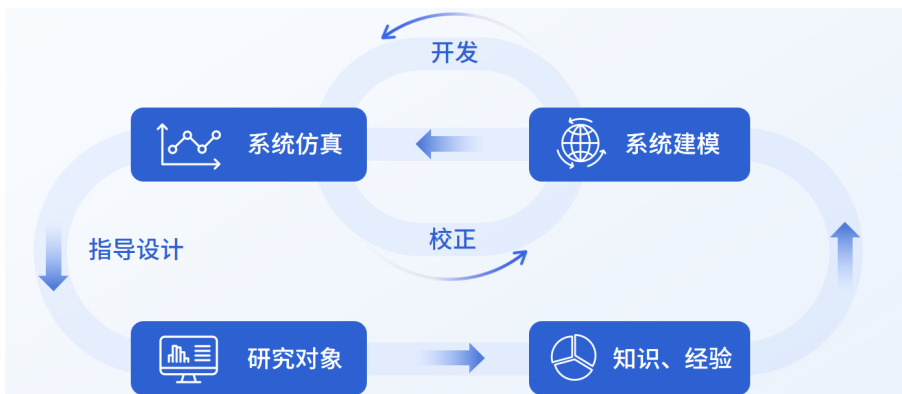 开发
系统仿真
系统建模
校正
指导设计
研究对象
知识、经验